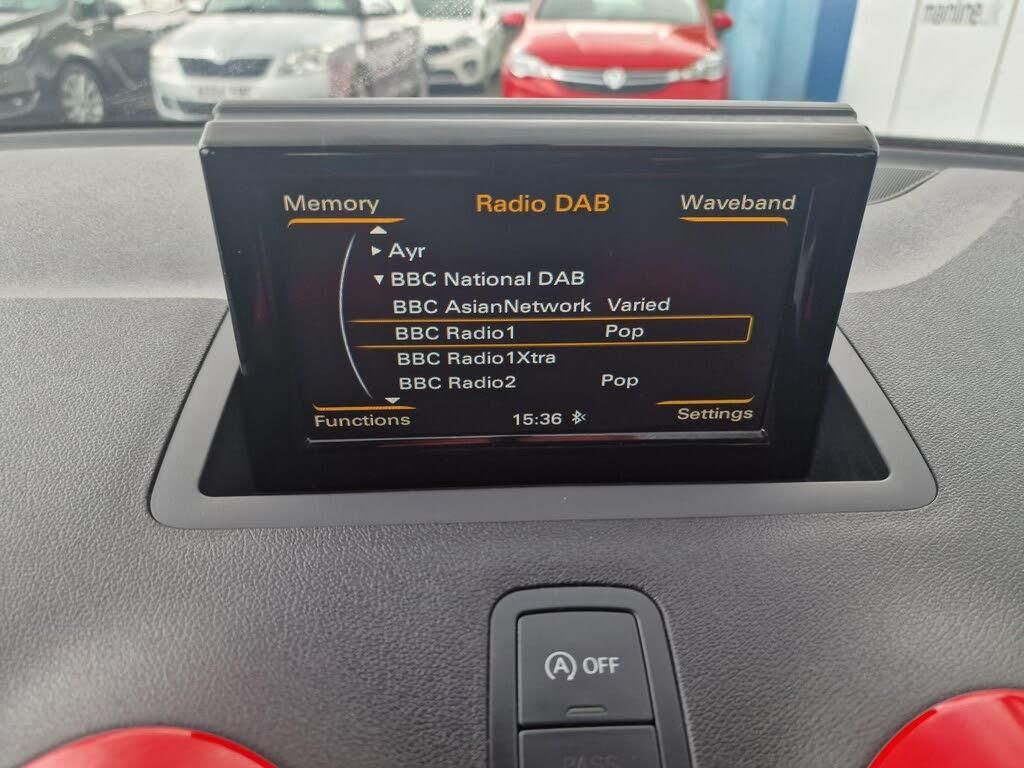 Memory Radio DAB Waveband
Ayr
BBC National DAB
BBC AsianNetwork Varied
BBC Radio1 Pop
BBC Radio1Xtra
BBC Radio2 Pop
Functions 15:36 Settings
A OFF
PASS